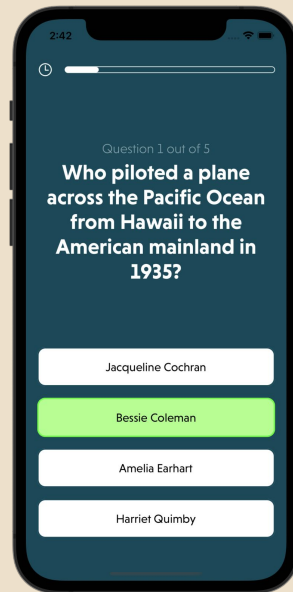 2:42
Question 1 out of 5
Who piloted a plane
across the Pacific Ocean
from Hawaii to the
American mainland in
1935?
Jacqueline Cochran
Bessie Coleman
Amelia Earhart
Harriet Quimby